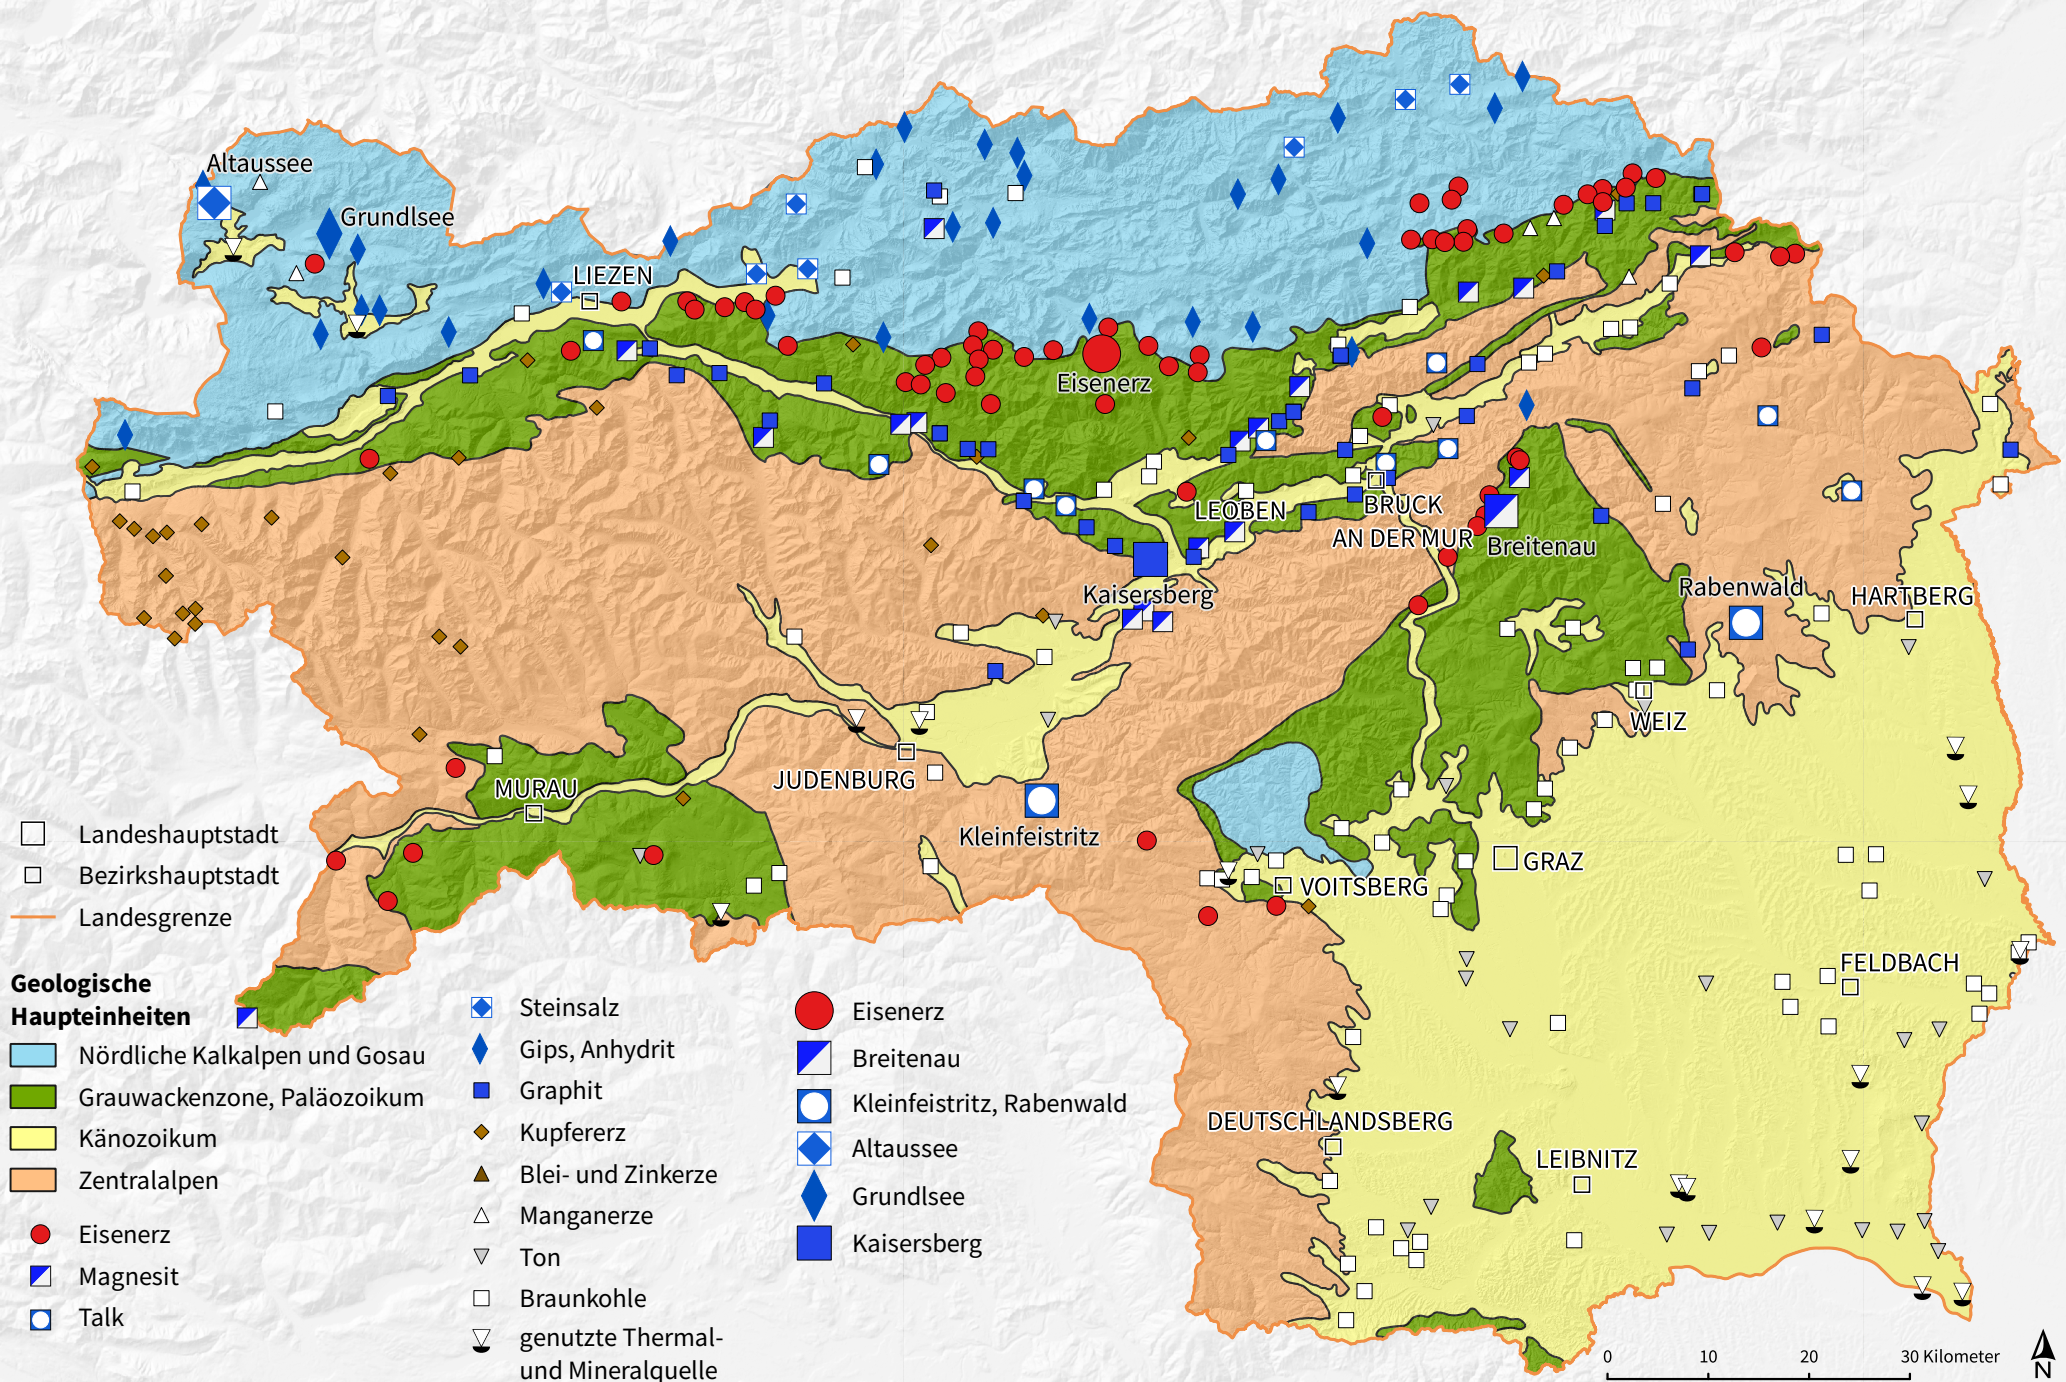 Altaussee
Grundlsee
LIEZEN
Eisenerz
LEOBEN
BRUCK
AN DER MUR
Breitenau
Kaisersberg
Rabenwald
HARTBERG
WEIZ
MURAU
JUDENBURG
Kleinfeistritz
GRAZ
VOITSBERG
FELDBACH
DEUTSCHLANDSBERG
LEIBNITZ
Landeshauptstadt
Bezirkshauptstadt
Landesgrenze
Geologische
Haupteinheiten
Nördliche Kalkalpen und Gosau
Grauwackenzone, Paläozoikum
Känozoikum
Zentralalpen
Eisenerz
Magnesit
Talk
Steinsalz
Gips, Anhydrit
Graphit
Kupfererz
Blei- und Zinkerze
Manganerze
Ton
Braunkohle
genutzte Thermal-
und Mineralquelle
Eisenerz
Breitenau
Kleinfeistritz, Rabenwald
Altaussee
Grundlsee
Kaisersberg
0 10 20 30 Kilometer
N